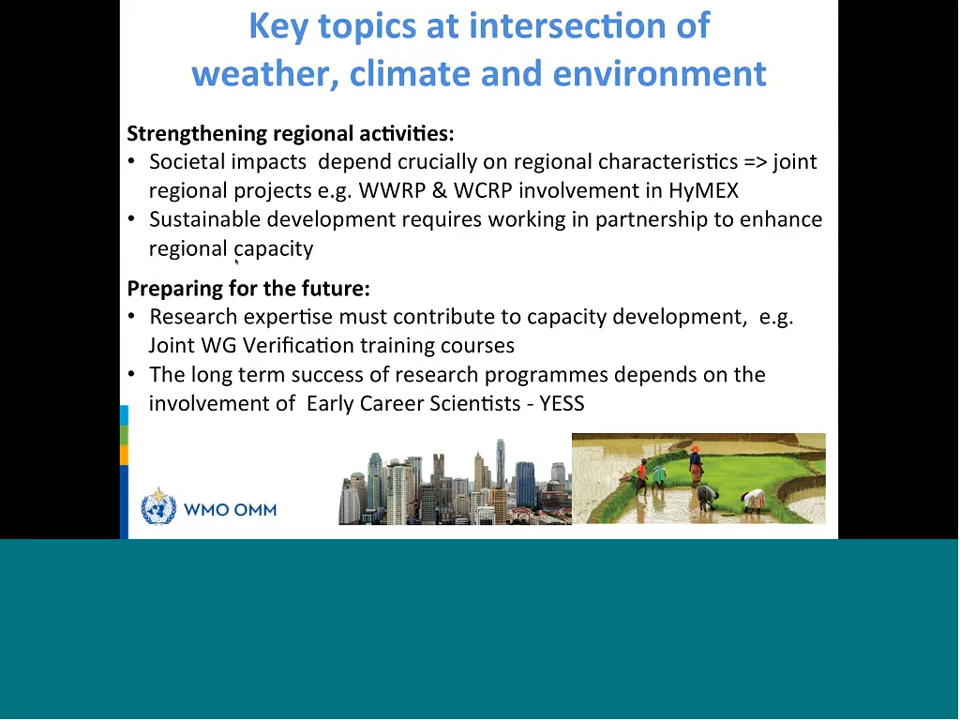 Key topics at intersection of
weather, climate and environment
Strengthening regional activities:
• Societal impacts depend crucially on regional characteristics => joint
regional projects e.g. WWRP & WCRP involvement in HyMEX
• Sustainable development requires working in partnership to enhance
regional capacity
Preparing for the future:
• Research expertise must contribute to capacity development, e.g.
Joint WG Verification training courses
• The long term success of research programmes depends on the
involvement of Early Career Scientists - YESS
WMO OMM